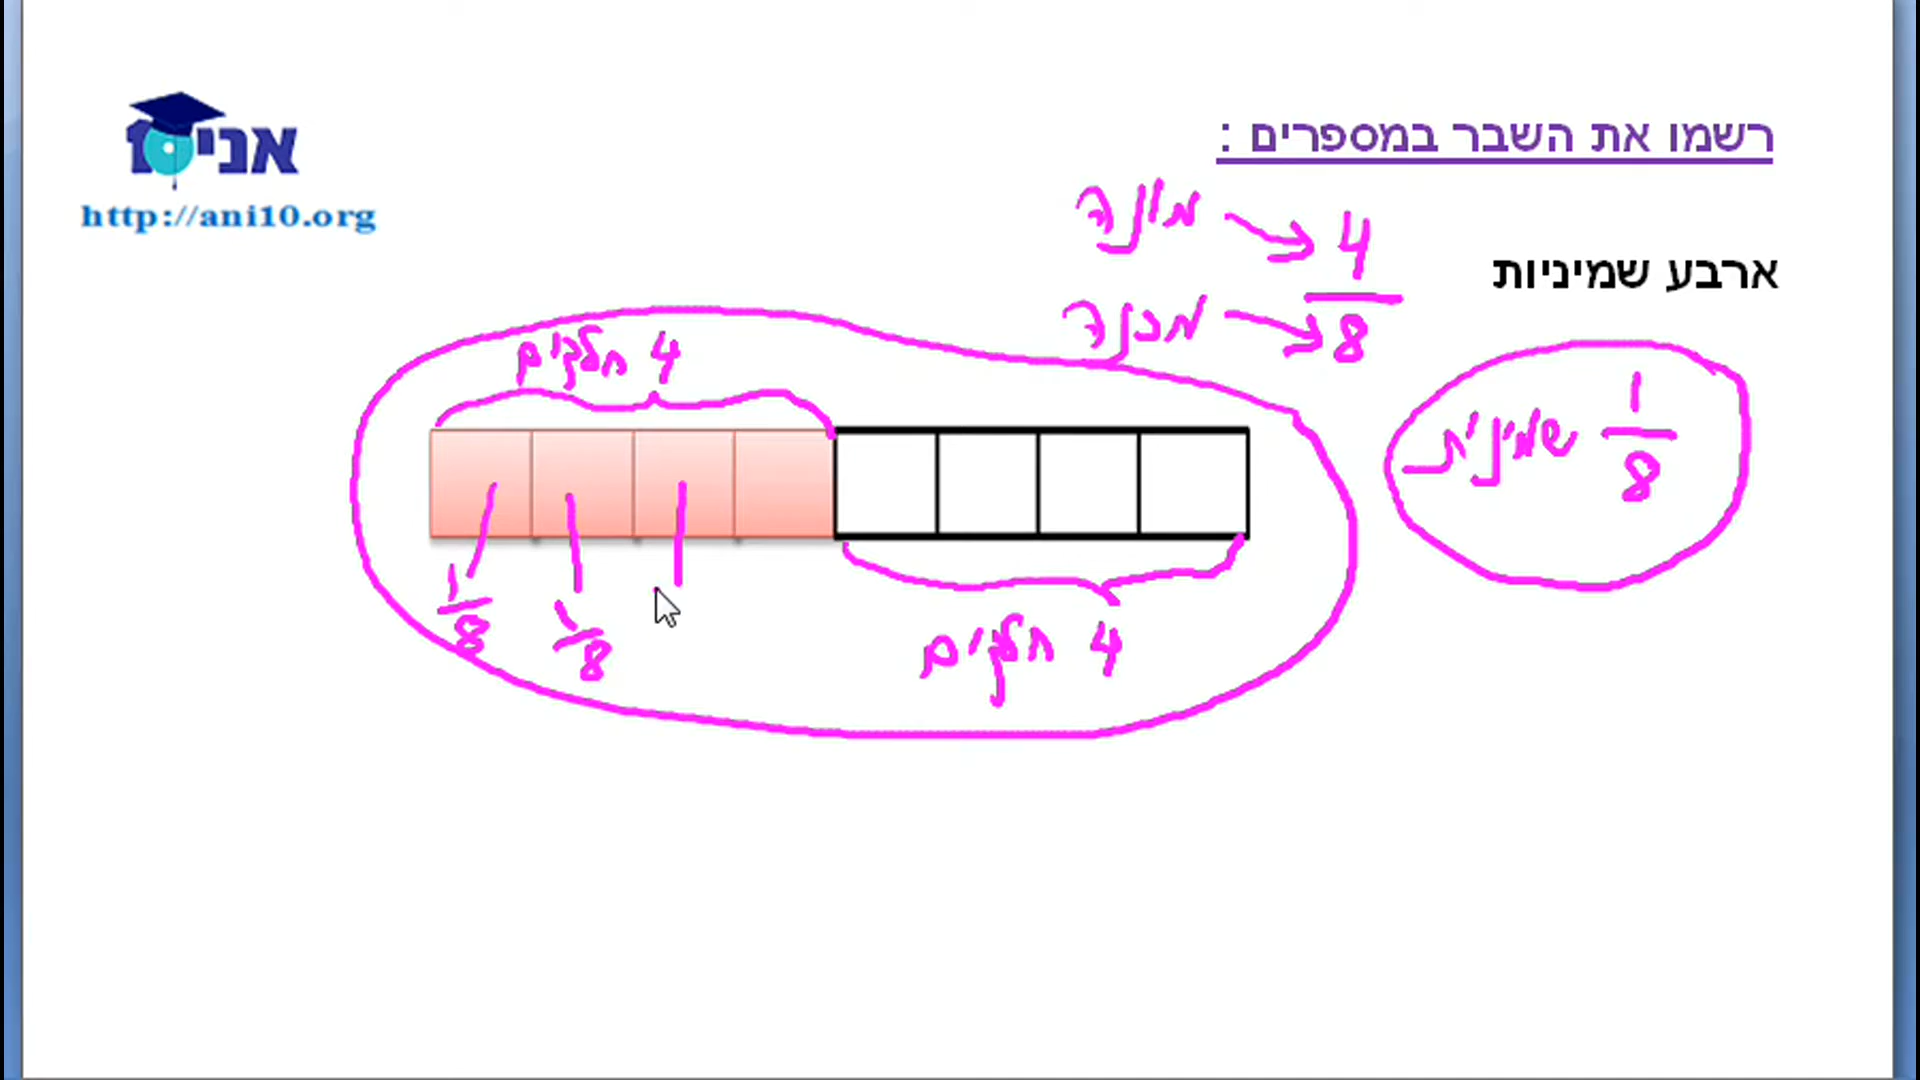 אני10
http://ani10.org
רשמו את השבר במספרים :
ארבע שמיניות
מונה → 4
מכנה → 8
4 חלקים
שמינית 1/8
1/8
1/8
4 חלקים